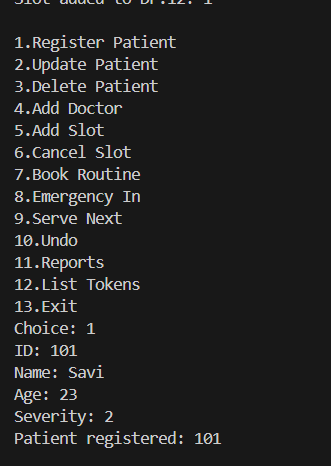 Slot added to Dr.12: 1
1.Register Patient
2.Update Patient
3.Delete Patient
4.Add Doctor
5.Add Slot
6.Cancel Slot
7.Book Routine
8.Emergency In
9.Serve Next
10.Undo
11.Reports
12.List Tokens
13.Exit
Choice: 1
ID: 101
Name: Savi
Age: 23
Severity: 2
Patient registered: 101